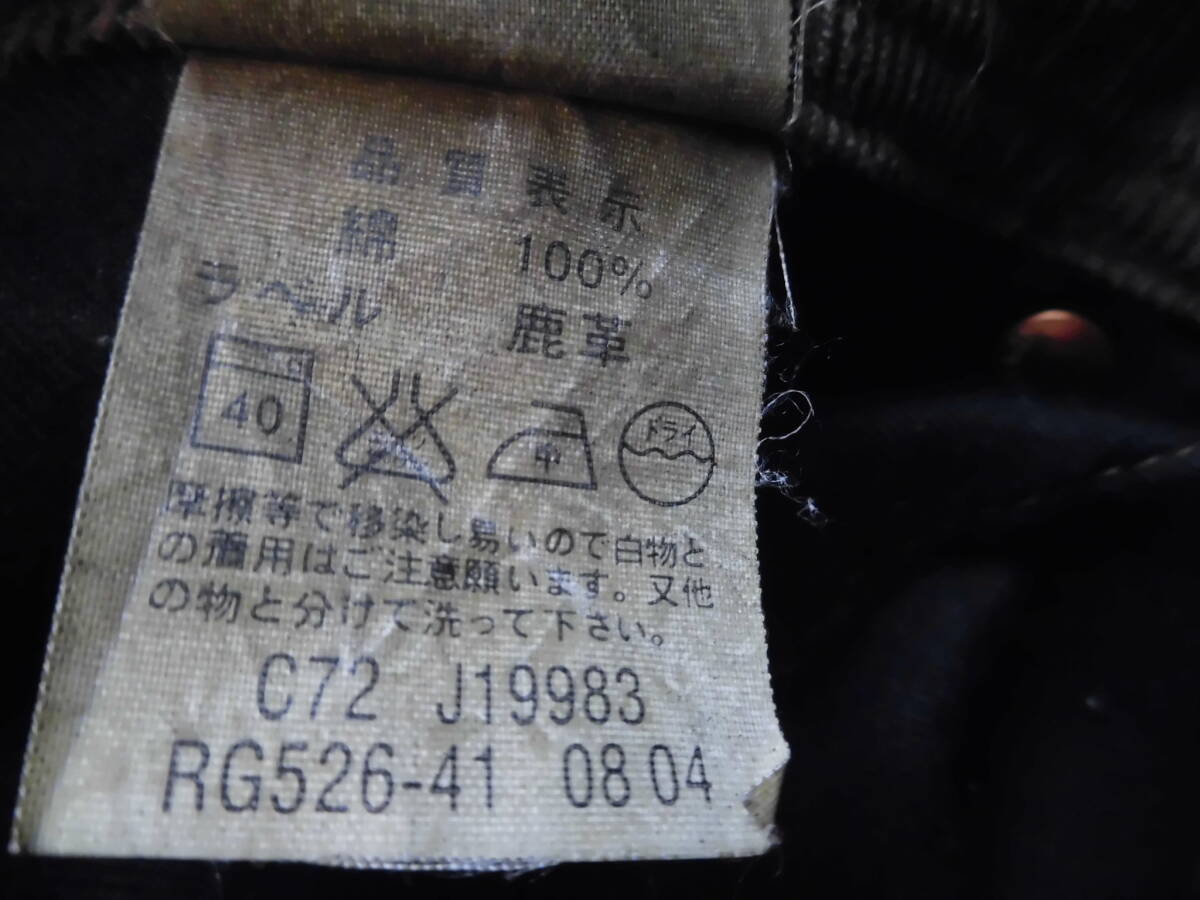 品質表示
綿 100%
ラベル 鹿革
40 中 ドライ
摩擦等で移染し易いので白物と
の着用はご注意願います。又他
の物と分けて洗って下さい。
C72 J19983
RG526-41 08 04